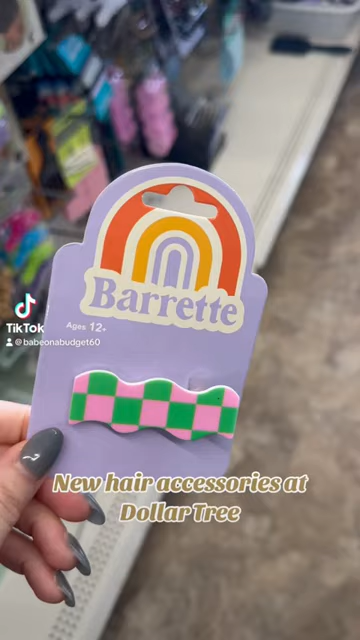 Barrette
Ages 12+
TikTok
@babeonabudget60
New hair accessories at
Dollar Tree